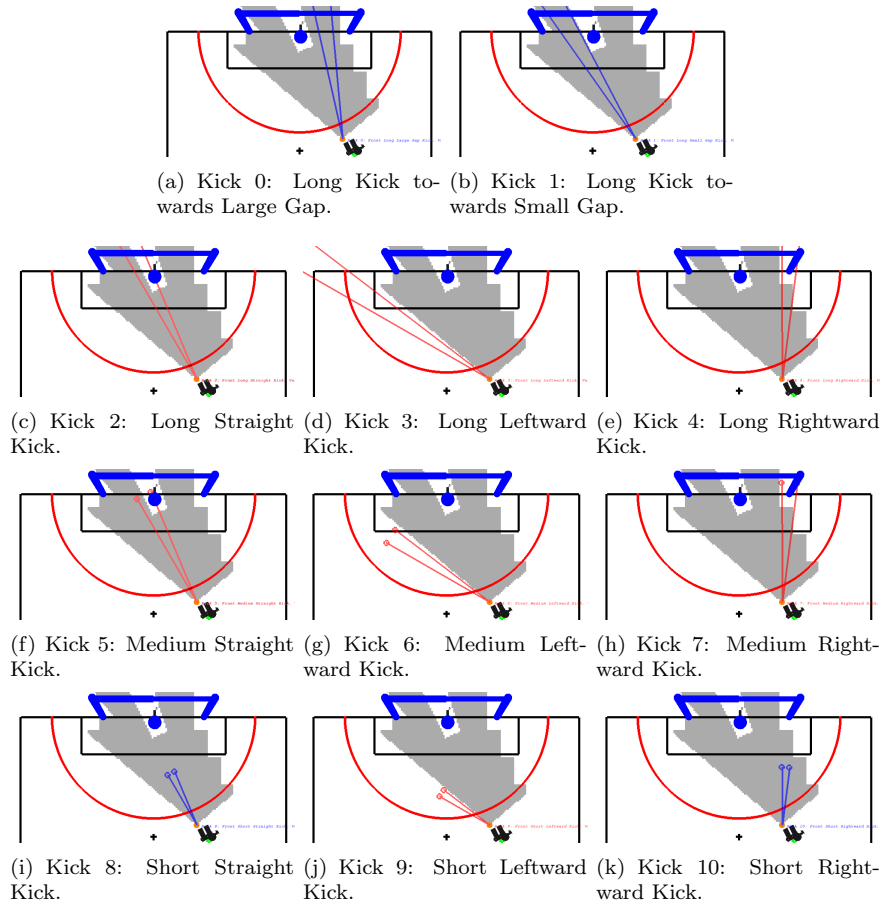 (a) Kick 0: Long Kick to-
wards Large Gap.
(b) Kick 1: Long Kick to-
wards Small Gap.
(c) Kick 2: Long Straight
Kick.
(d) Kick 3: Long Leftward
Kick.
(e) Kick 4: Long Rightward
Kick.
(f) Kick 5: Medium Straight
Kick.
(g) Kick 6: Medium Left-
ward Kick.
(h) Kick 7: Medium Right-
ward Kick.
(i) Kick 8: Short Straight
Kick.
(j) Kick 9: Short Leftward
Kick.
(k) Kick 10: Short Right-
ward Kick.